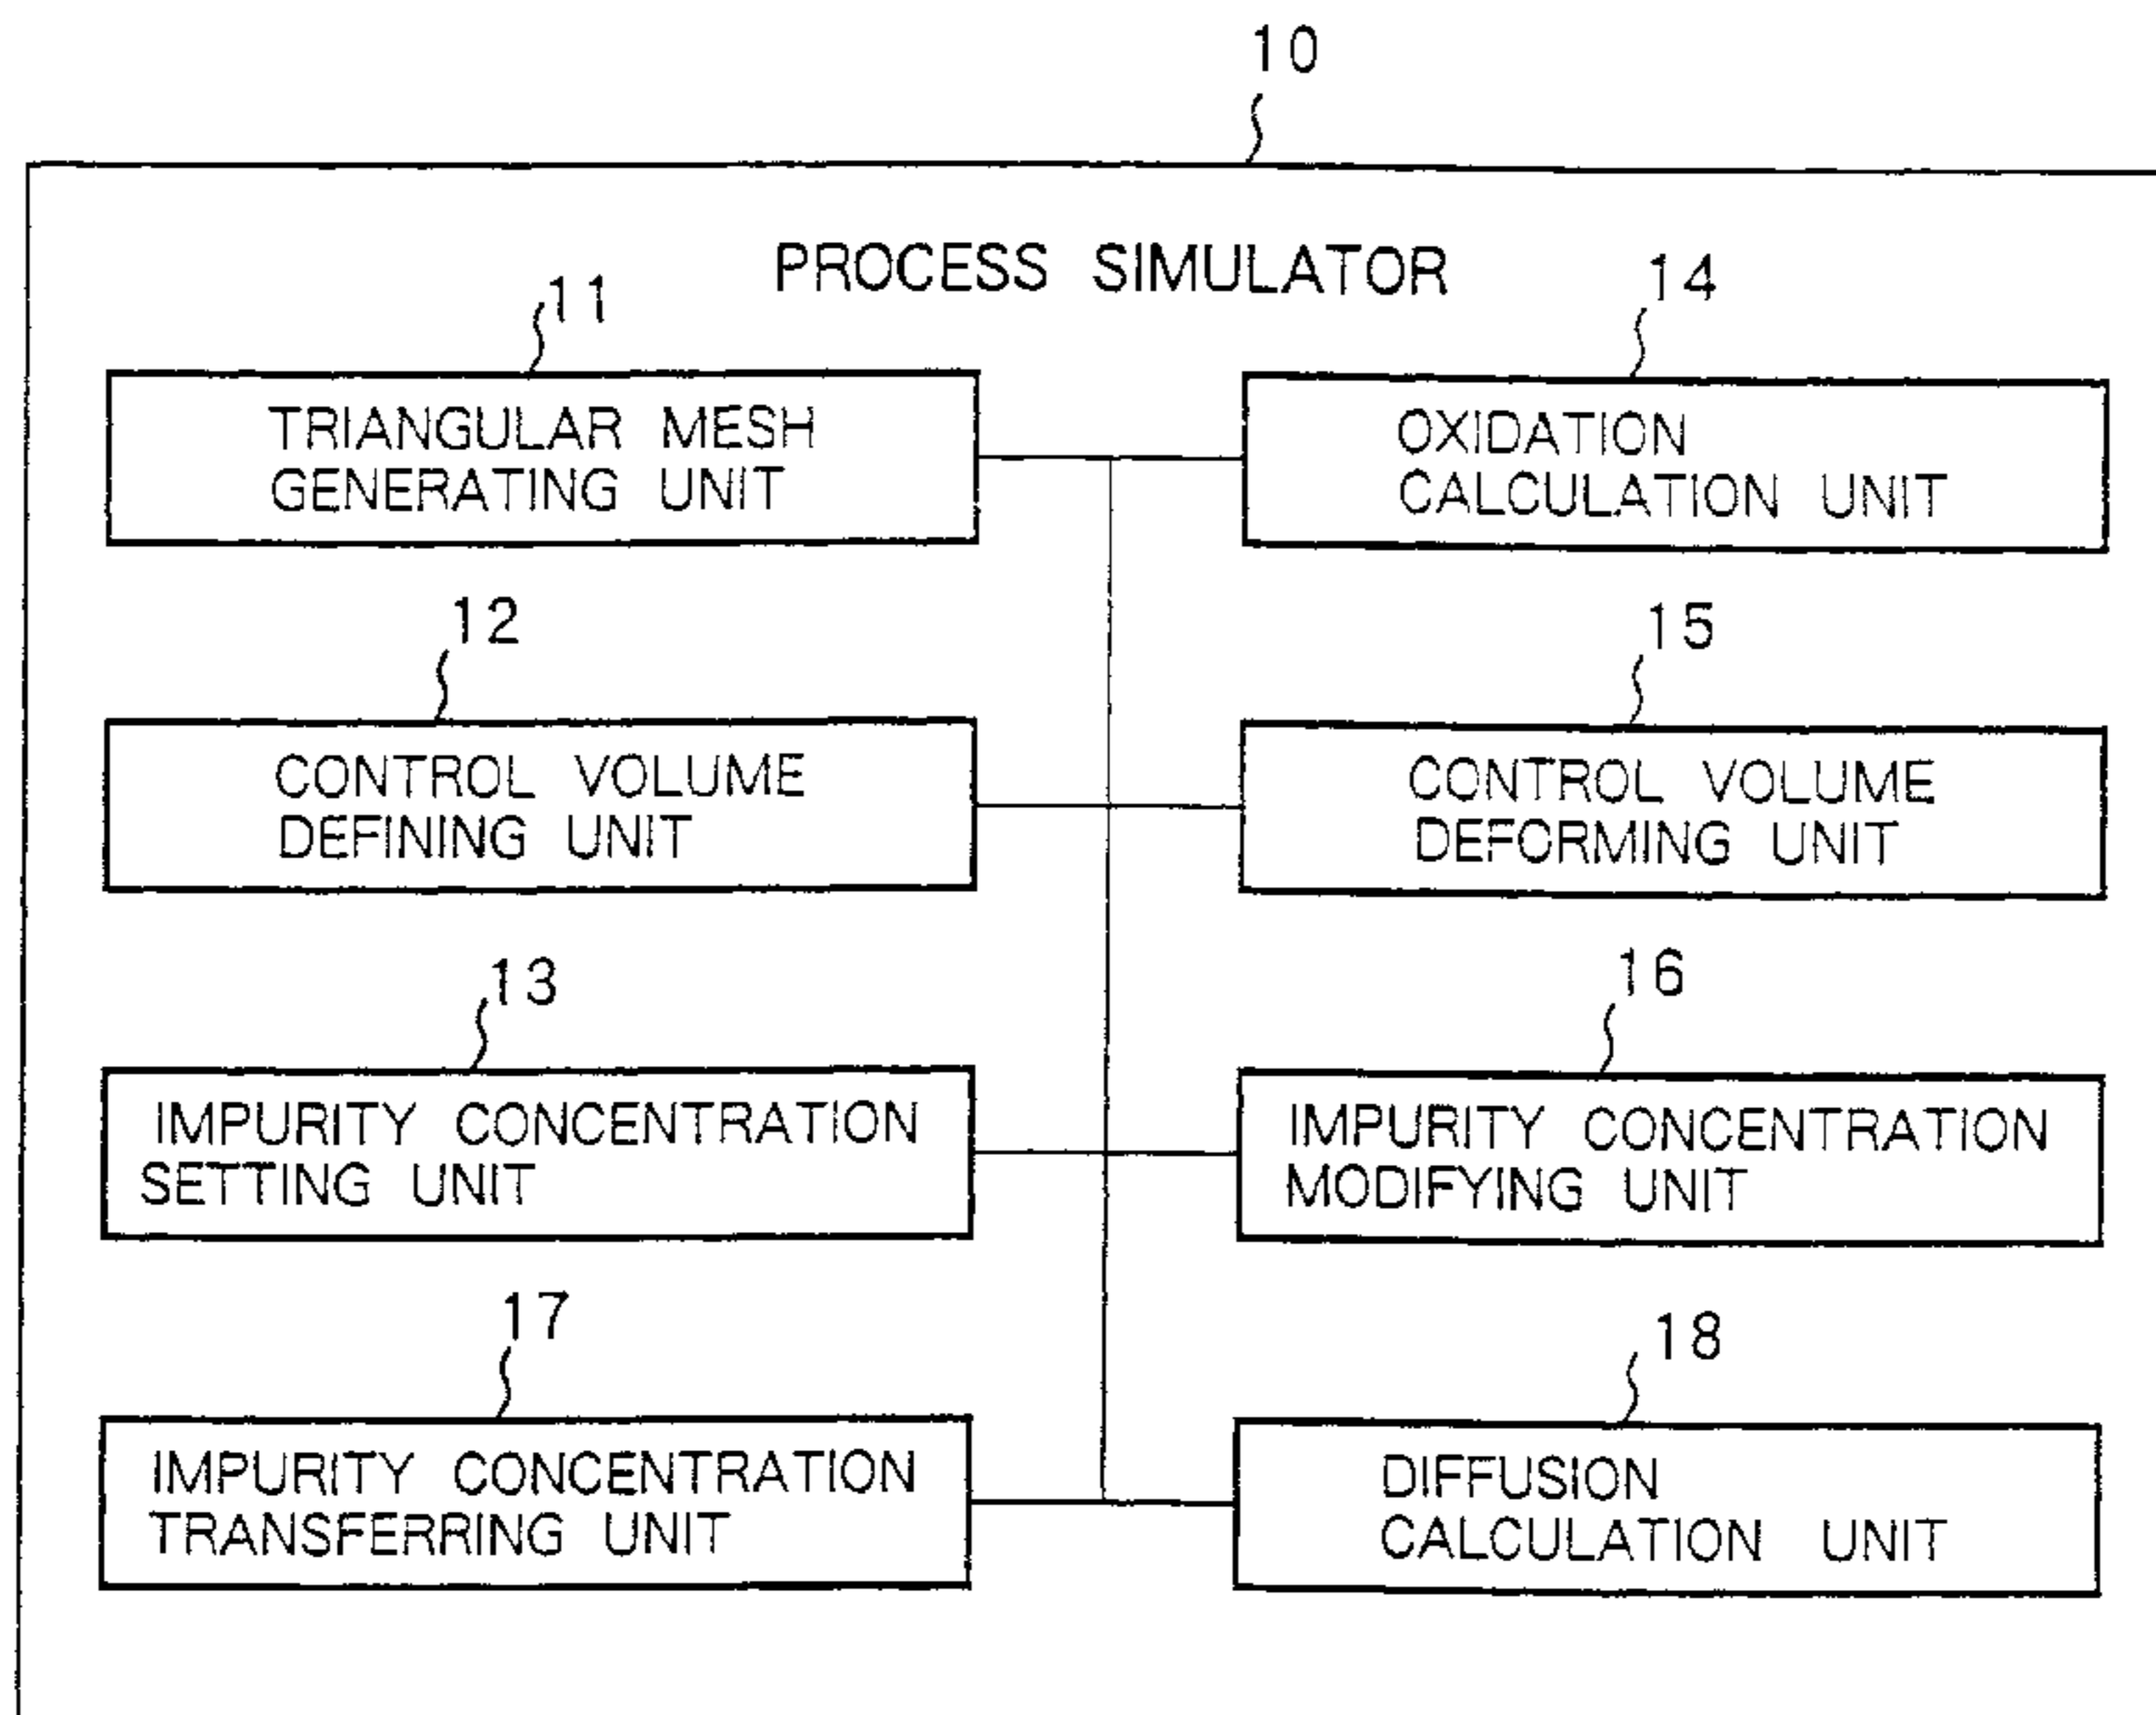 10
PROCESS SIMULATOR
11
TRIANGULAR MESH
GENERATING UNIT
14
OXIDATION
CALCULATION UNIT
12
CONTROL VOLUME
DEFINING UNIT
15
CONTROL VOLUME
DEFORMING UNIT
13
IMPURITY CONCENTRATION
SETTING UNIT
16
IMPURITY CONCENTRATION
MODIFYING UNIT
17
IMPURITY CONCENTRATION
TRANSFERRING UNIT
18
DIFFUSION
CALCULATION UNIT